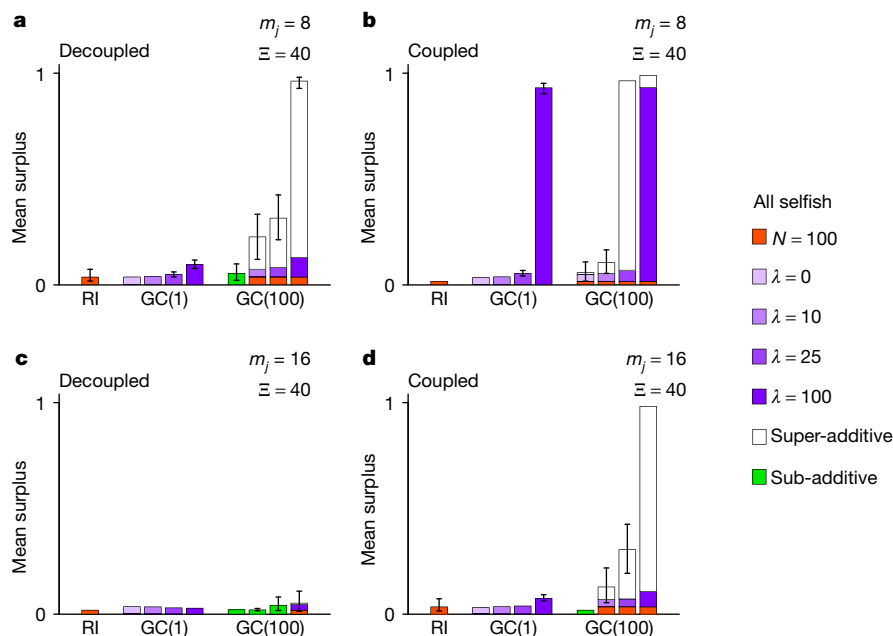 a
m_j = 8
Decoupled
Ξ = 40
1
Mean surplus
0
RI
GC(1)
GC(100)
b
m_j = 8
Coupled
Ξ = 40
1
Mean surplus
0
RI
GC(1)
GC(100)
c
m_j = 16
Decoupled
Ξ = 40
1
Mean surplus
0
RI
GC(1)
GC(100)
d
m_j = 16
Coupled
Ξ = 40
1
Mean surplus
0
RI
GC(1)
GC(100)
All selfish
N = 100
λ = 0
λ = 10
λ = 25
λ = 100
Super-additive
Sub-additive